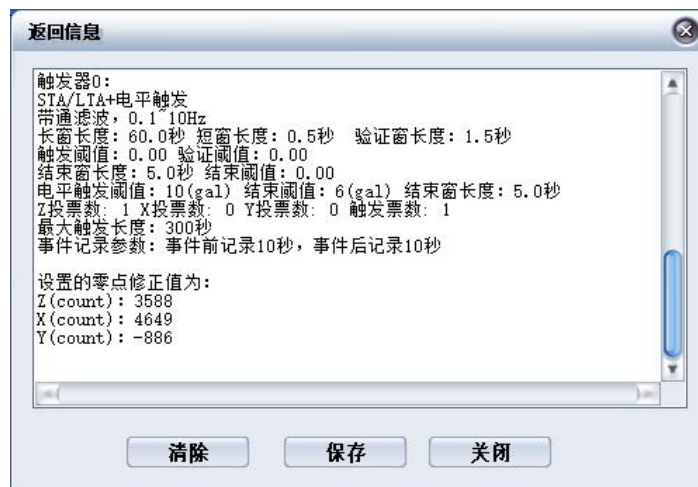 返回信息
触发器0:
STA/LTA+电平触发
带通滤波，0.1~10Hz
长窗长度: 60.0秒 短窗长度: 0.5秒 验证窗长度: 1.5秒
触发阈值: 0.00 验证阈值: 0.00
结束窗长度: 5.0秒 结束阈值: 0.00
电平触发阈值: 10(gal) 结束阈值: 6(gal) 结束窗长度: 5.0秒
Z投票数: 1 X投票数: 0 Y投票数: 0 触发票数: 1
最大触发长度: 300秒
事件记录参数: 事件前记录10秒，事件后记录10秒
设置的零点修正值为:
Z(count): 3588
X(count): 4649
Y(count): -886
清除 保存 关闭